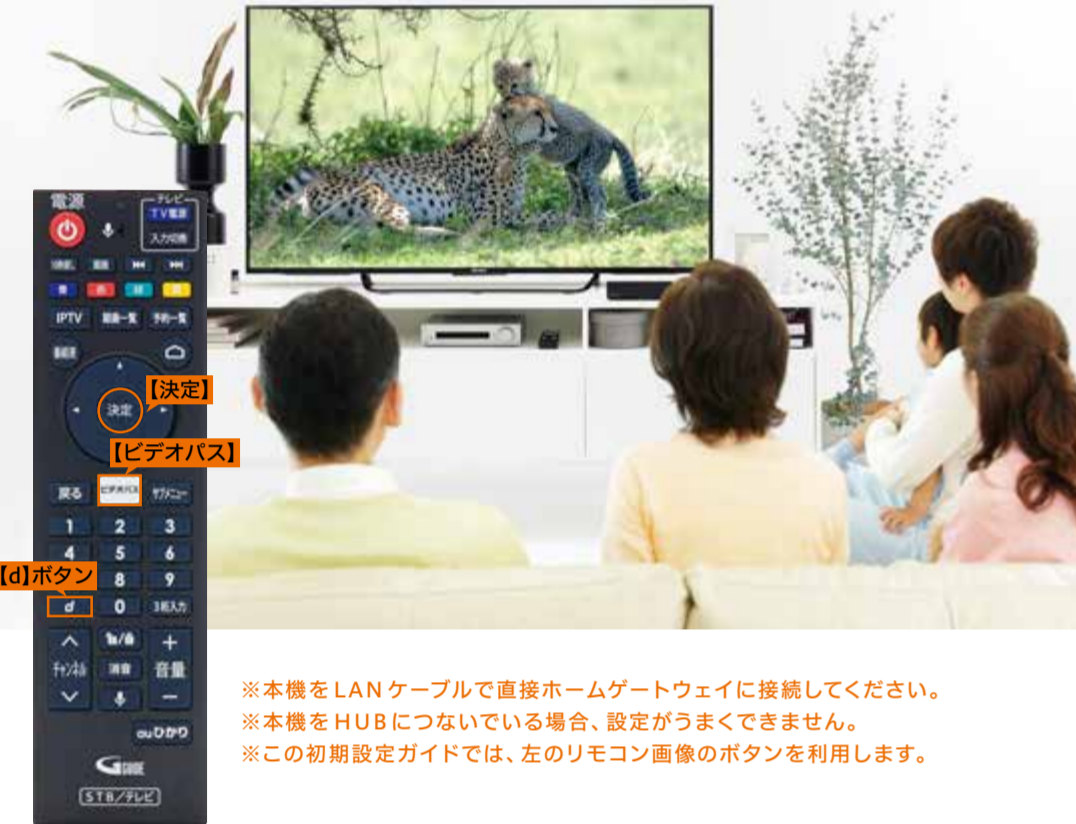 電源
テレビ
TV電源
入力切換
青
赤
緑
黄
IPTV
録画一覧
予約一覧
番組表
決定
【決定】
【ビデオパス】
戻る
ビデオパス
サブメニュー
1
2
3
4
5
6
【d】ボタン
8
9
d
0
3桁入力
チャンネル
消音
音量
auひかり
G GUIDE
STB/テレビ
※本機をLANケーブルで直接ホームゲートウェイに接続してください。
※本機をHUBにつないでいる場合、設定がうまくできません。
※この初期設定ガイドでは、左のリモコン画像のボタンを利用します。